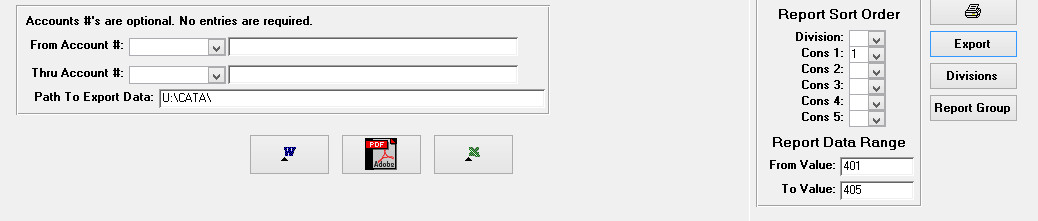 Accounts #'s are optional. No entries are required.
From Account #:
Thru Account #:
Path To Export Data: U:\CATA\
W
PDF
Adobe
X
Report Sort Order
Division:
Cons 1: 1
Cons 2:
Cons 3:
Cons 4:
Cons 5:
Report Data Range
From Value: 401
To Value: 405
Export
Divisions
Report Group